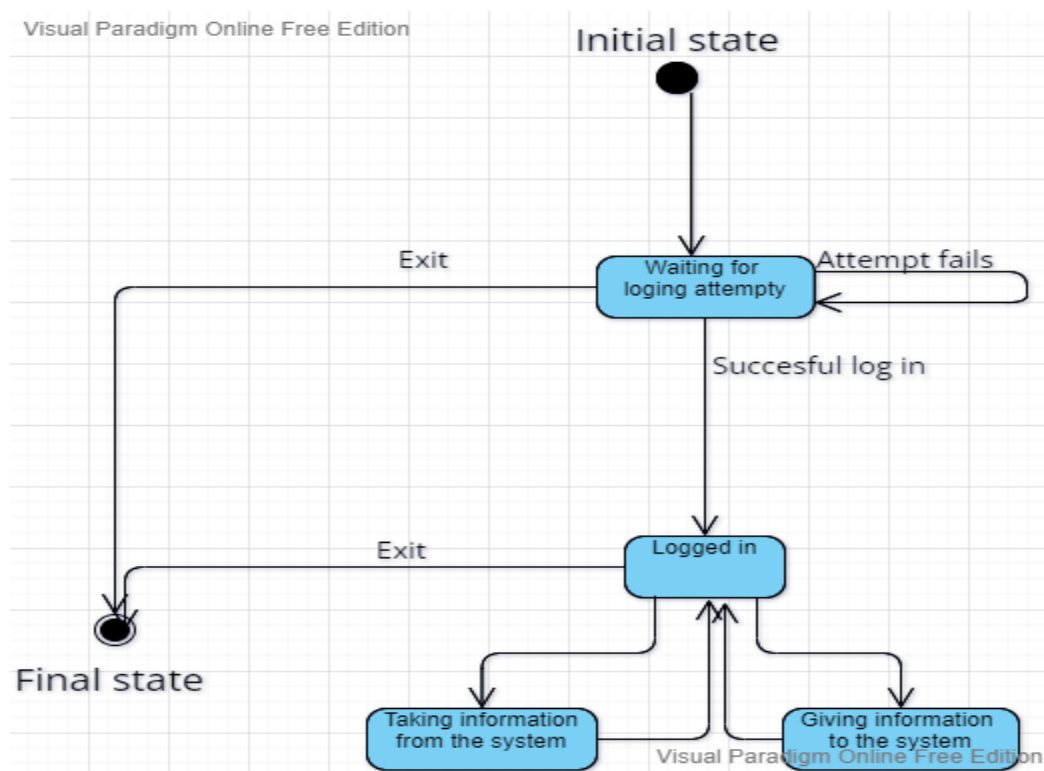 Visual Paradigm Online Free Edition
Initial state
Exit
Waiting for
loging attempty
Attempt fails
Succesful log in
Exit
Logged in
Final state
Taking information
from the system
Giving information
to the system
Visual Paradigm Online Free Edition